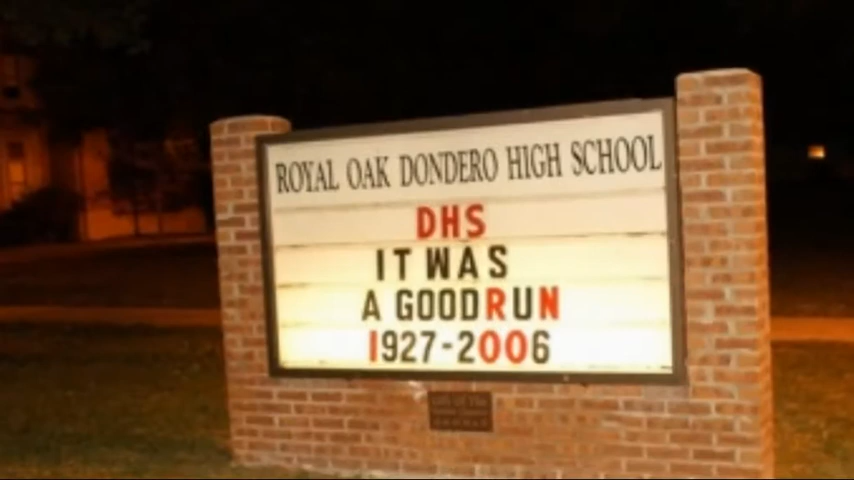 ROYAL OAK DONDERO HIGH SCHOOL
DHS
IT WAS
A GOOD RUN
1927-2006